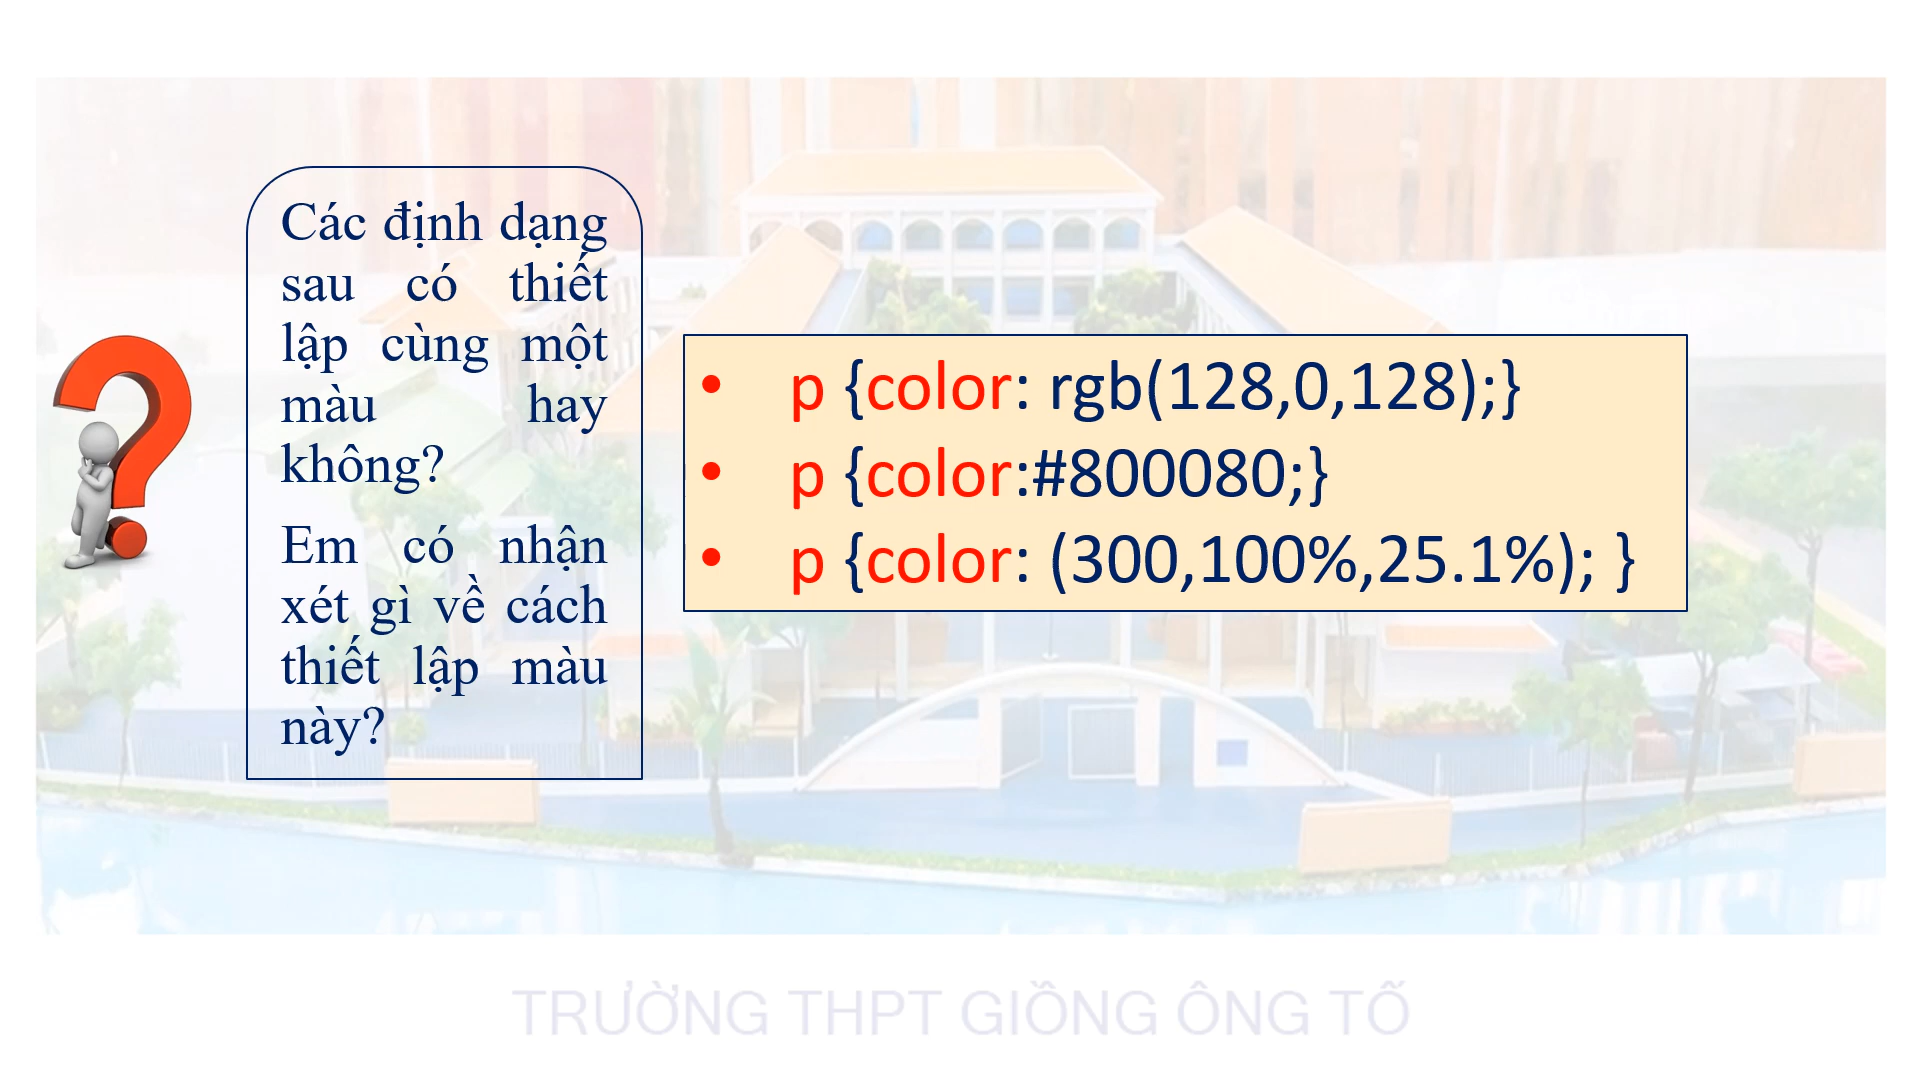 Các định dạng
sau có thiết
lập cùng một
màu hay
không?
Em có nhận
xét gì về cách
thiết lập màu
này?
• p {color: rgb(128,0,128);}
• p {color:#800080;}
• p {color: (300,100%,25.1%); }
TRƯỜNG THPT GIỒNG ÔNG TỐ